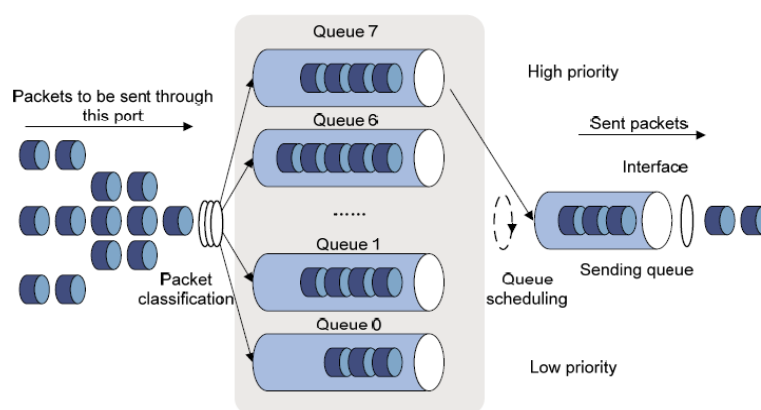 Queue 7
High priority
Packets to be sent through
this port
Queue 6
Sent packets
Interface
......
Queue 1
Packet
classification
Queue
scheduling
Sending queue
Queue 0
Low priority